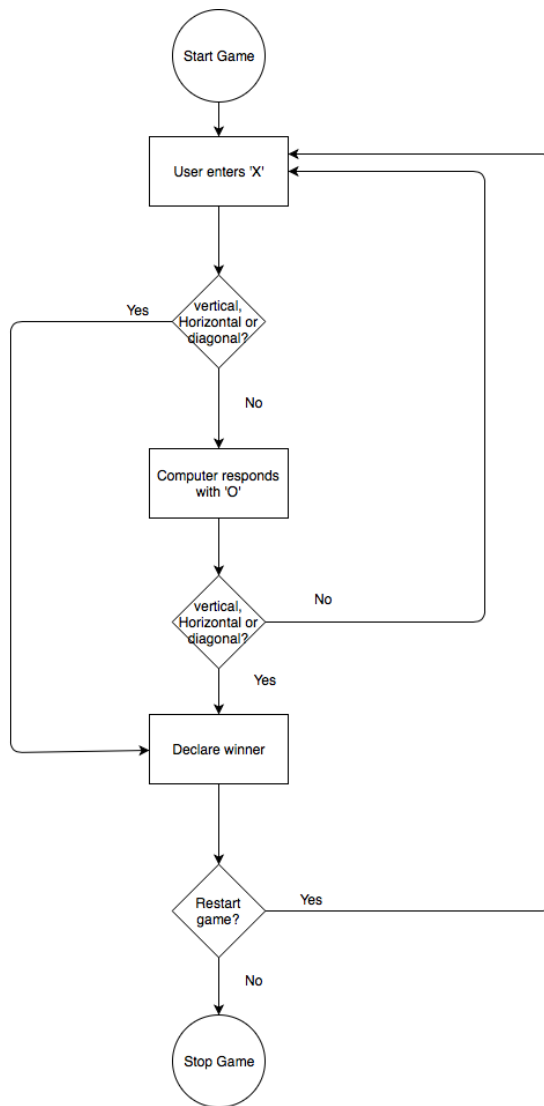 Start Game
User enters 'X'
Yes
vertical,
Horizontal or
diagonal?
No
Computer responds
with 'O'
vertical,
Horizontal or
diagonal?
No
Yes
Declare winner
Restart
game?
Yes
No
Stop Game